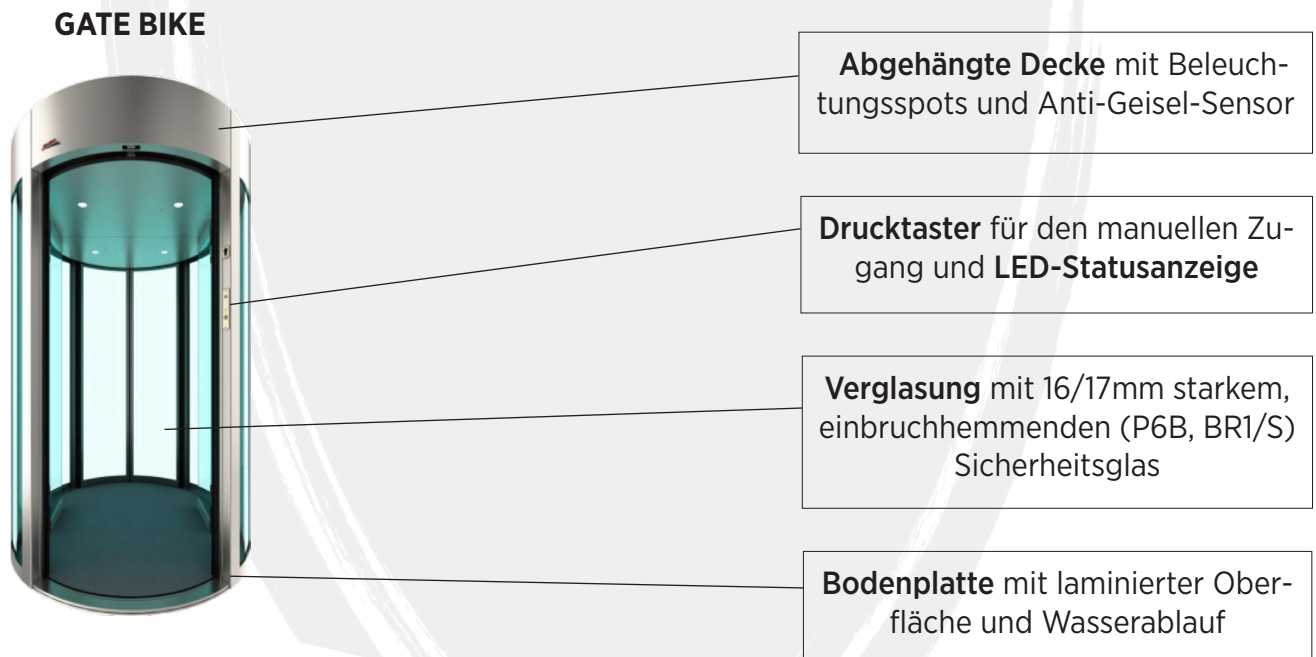 GATE BIKE
Abgehängte Decke mit Beleuch-
tungsspots und Anti-Geisel-Sensor
Drucktaster für den manuellen Zu-
gang und LED-Statusanzeige
Verglasung mit 16/17mm starkem,
einbruchhemmenden (P6B, BR1/S)
Sicherheitsglas
Bodenplatte mit laminierter Ober-
fläche und Wasserablauf